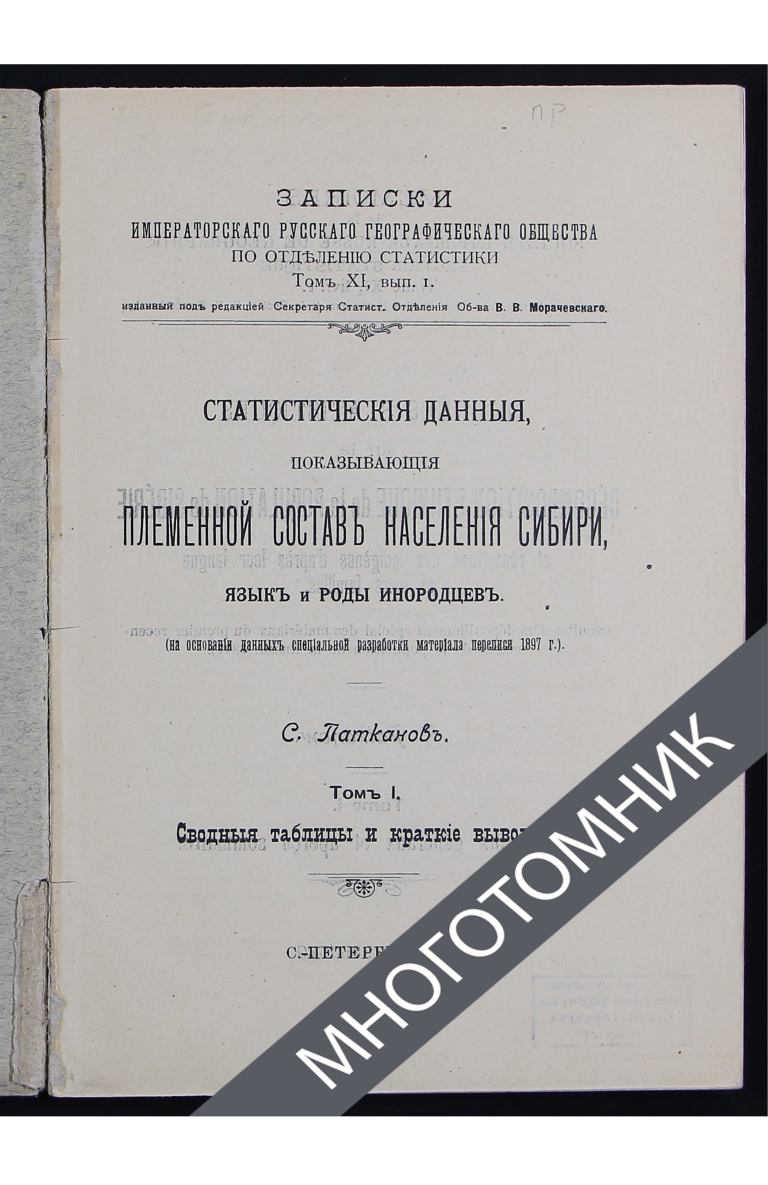 пр
ЗАПИСКИ
ИМПЕРАТОРСКАГО РУССКАГО ГЕОГРАФИЧЕСКАГО ОБЩЕСТВА
ПО ОТДѢЛЕНІЮ СТАТИСТИКИ
Томъ XI, вып. 1.
изданный подъ редакціей Секретаря Статист. Отдѣленія Об-ва В. В. Морачевскаго.
СТАТИСТИЧЕСКІЯ ДАННЫЯ,
ПОКАЗЫВАЮЩІЯ
ПЛЕМЕННОЙ СОСТАВЪ НАСЕЛЕНІЯ СИБИРИ,
ЯЗЫКЪ и РОДЫ ИНОРОДЦЕВЪ.
(на основаніи данныхъ спеціальной разработки матеріала переписи 1897 г.).
С. Паткановъ.
Томъ I.
Сводныя таблицы и краткіе
С.-ПЕТЕР
МНОГОТОМНИК